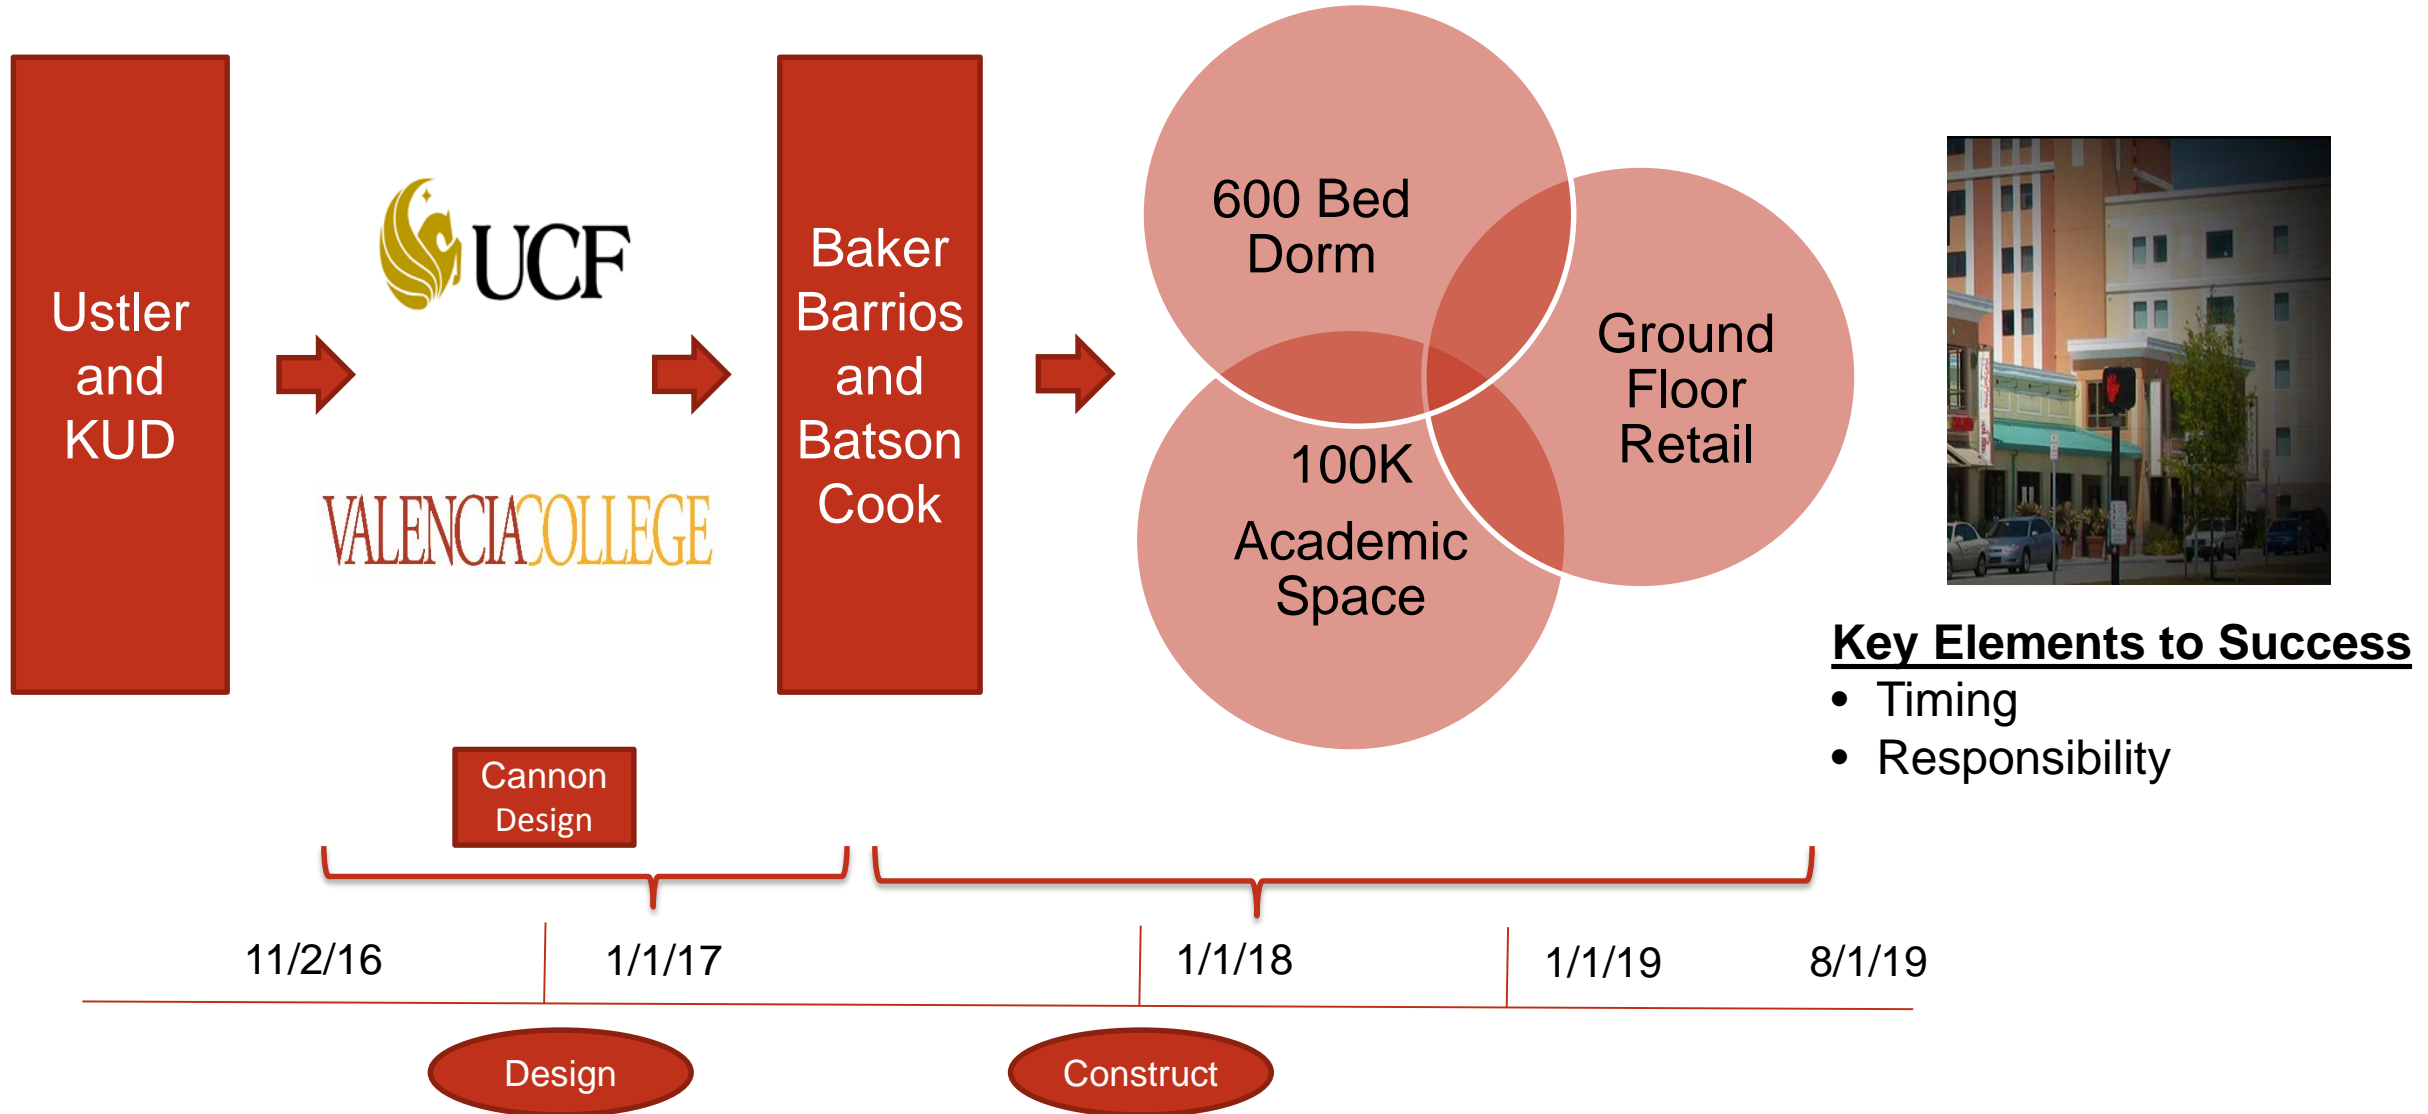 Ustler
and
KUD
UCF
VALENCIACOLLEGE
Baker
Barrios
and
Batson
Cook
600 Bed
Dorm
Ground
Floor
Retail
100K
Academic
Space
Key Elements to Success
• Timing
• Responsibility
Cannon
Design
11/2/16
1/1/17
1/1/18
1/1/19
8/1/19
Design
Construct